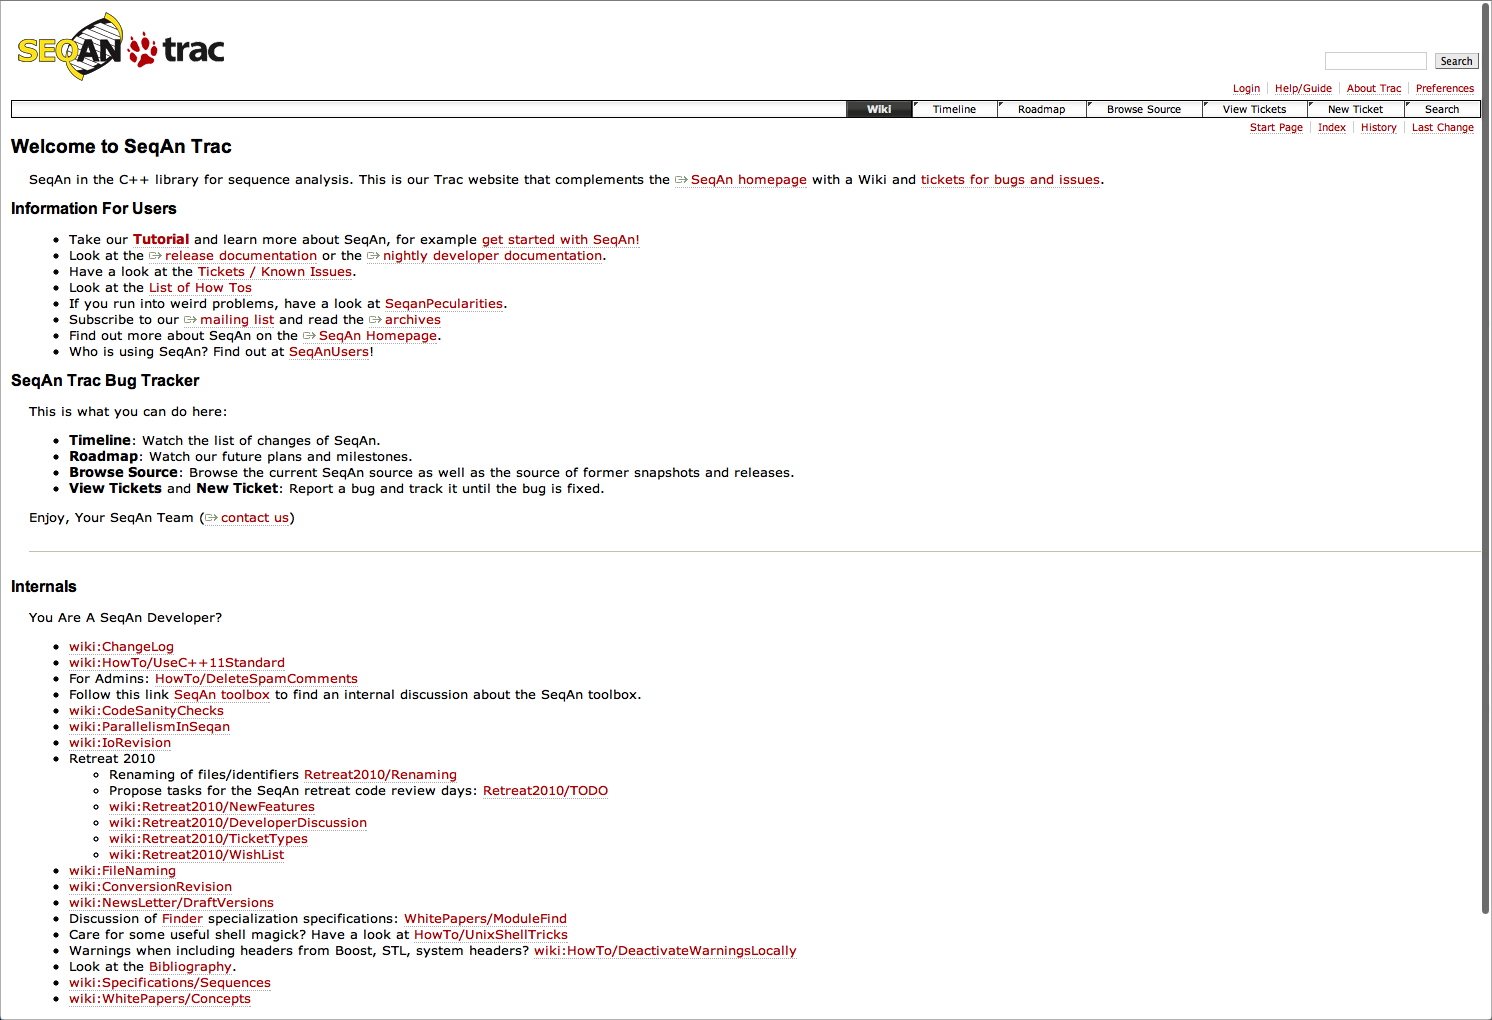 SEQAN trac
Search
Login Help/Guide About Trac Preferences
Wiki Timeline Roadmap Browse Source View Tickets New Ticket Search
Start Page Index History Last Change
Welcome to SeqAn Trac
SeqAn in the C++ library for sequence analysis. This is our Trac website that complements the SeqAn homepage with a Wiki and tickets for bugs and issues.
Information For Users
Take our Tutorial and learn more about SeqAn, for example get started with SeqAn!
Look at the release documentation or the nightly developer documentation.
Have a look at the Tickets / Known Issues.
Look at the List of How Tos
If you run into weird problems, have a look at SeqanPecularities.
Subscribe to our mailing list and read the archives
Find out more about SeqAn on the SeqAn Homepage.
Who is using SeqAn? Find out at SeqAnUsers!
SeqAn Trac Bug Tracker
This is what you can do here:
Timeline: Watch the list of changes of SeqAn.
Roadmap: Watch our future plans and milestones.
Browse Source: Browse the current SeqAn source as well as the source of former snapshots and releases.
View Tickets and New Ticket: Report a bug and track it until the bug is fixed.
Enjoy, Your SeqAn Team (contact us)
Internals
You Are A SeqAn Developer?
wiki:ChangeLog
wiki:HowTo/UseC++11Standard
For Admins: HowTo/DeleteSpamComments
Follow this link SeqAn toolbox to find an internal discussion about the SeqAn toolbox.
wiki:CodeSanityChecks
wiki:ParallelismInSeqan
wiki:IoRevision
Retreat 2010
Renaming of files/identifiers Retreat2010/Renaming
Propose tasks for the SeqAn retreat code review days: Retreat2010/TODO
wiki:Retreat2010/NewFeatures
wiki:Retreat2010/DeveloperDiscussion
wiki:Retreat2010/TicketTypes
wiki:Retreat2010/WishList
wiki:FileNaming
wiki:ConversionRevision
wiki:NewsLetter/DraftVersions
Discussion of Finder specialization specifications: WhitePapers/ModuleFind
Care for some useful shell magick? Have a look at HowTo/UnixShellTricks
Warnings when including headers from Boost, STL, system headers? wiki:HowTo/DeactivateWarningsLocally
Look at the Bibliography.
wiki:Specifications/Sequences
wiki:WhitePapers/Concepts